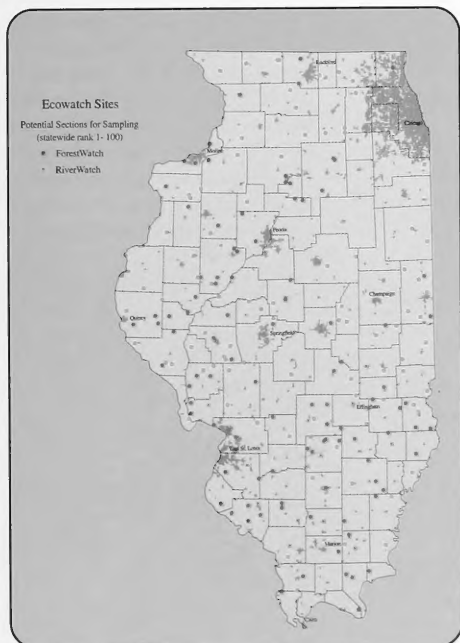 Rockford
Ecowatch Sites
Potential Sections for Sampling
(statewide rank 1- 100)
ForestWatch
RiverWatch
Chicago
Moline
Peoria
Champaign
Quincy
Springfield
Effingham
East St. Louis
Marion
Cairo